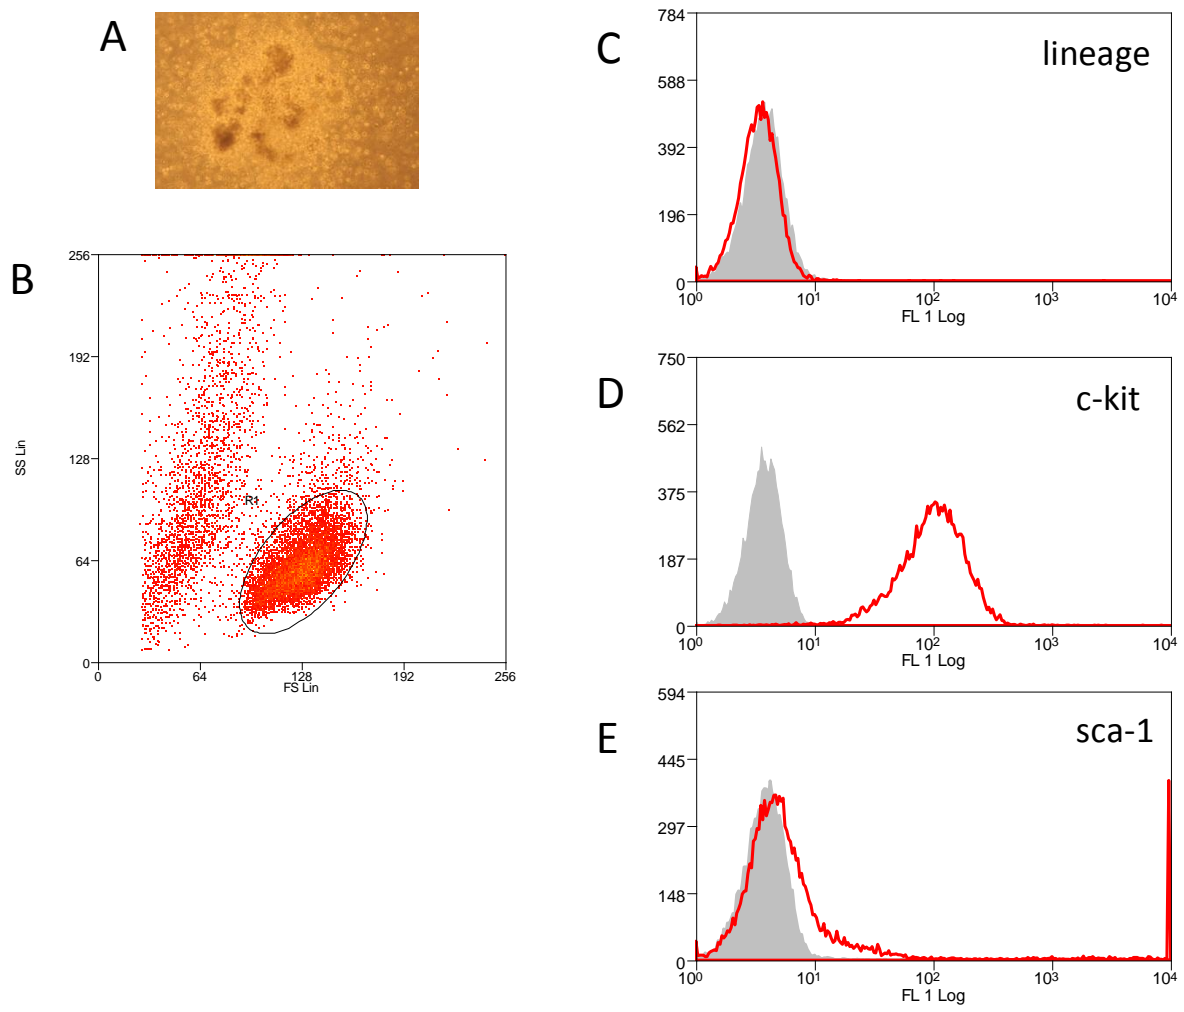 A
B
256
192
128
64
0
SS Lin
R1
0 64 128 192 256
FS Lin
C
lineage
784
588
392
196
0
10⁰ 10¹ 10² 10³ 10⁴
FL 1 Log
D
c-kit
750
562
375
187
0
10⁰ 10¹ 10² 10³ 10⁴
FL 1 Log
E
sca-1
594
445
297
148
0
10⁰ 10¹ 10² 10³ 10⁴
FL 1 Log